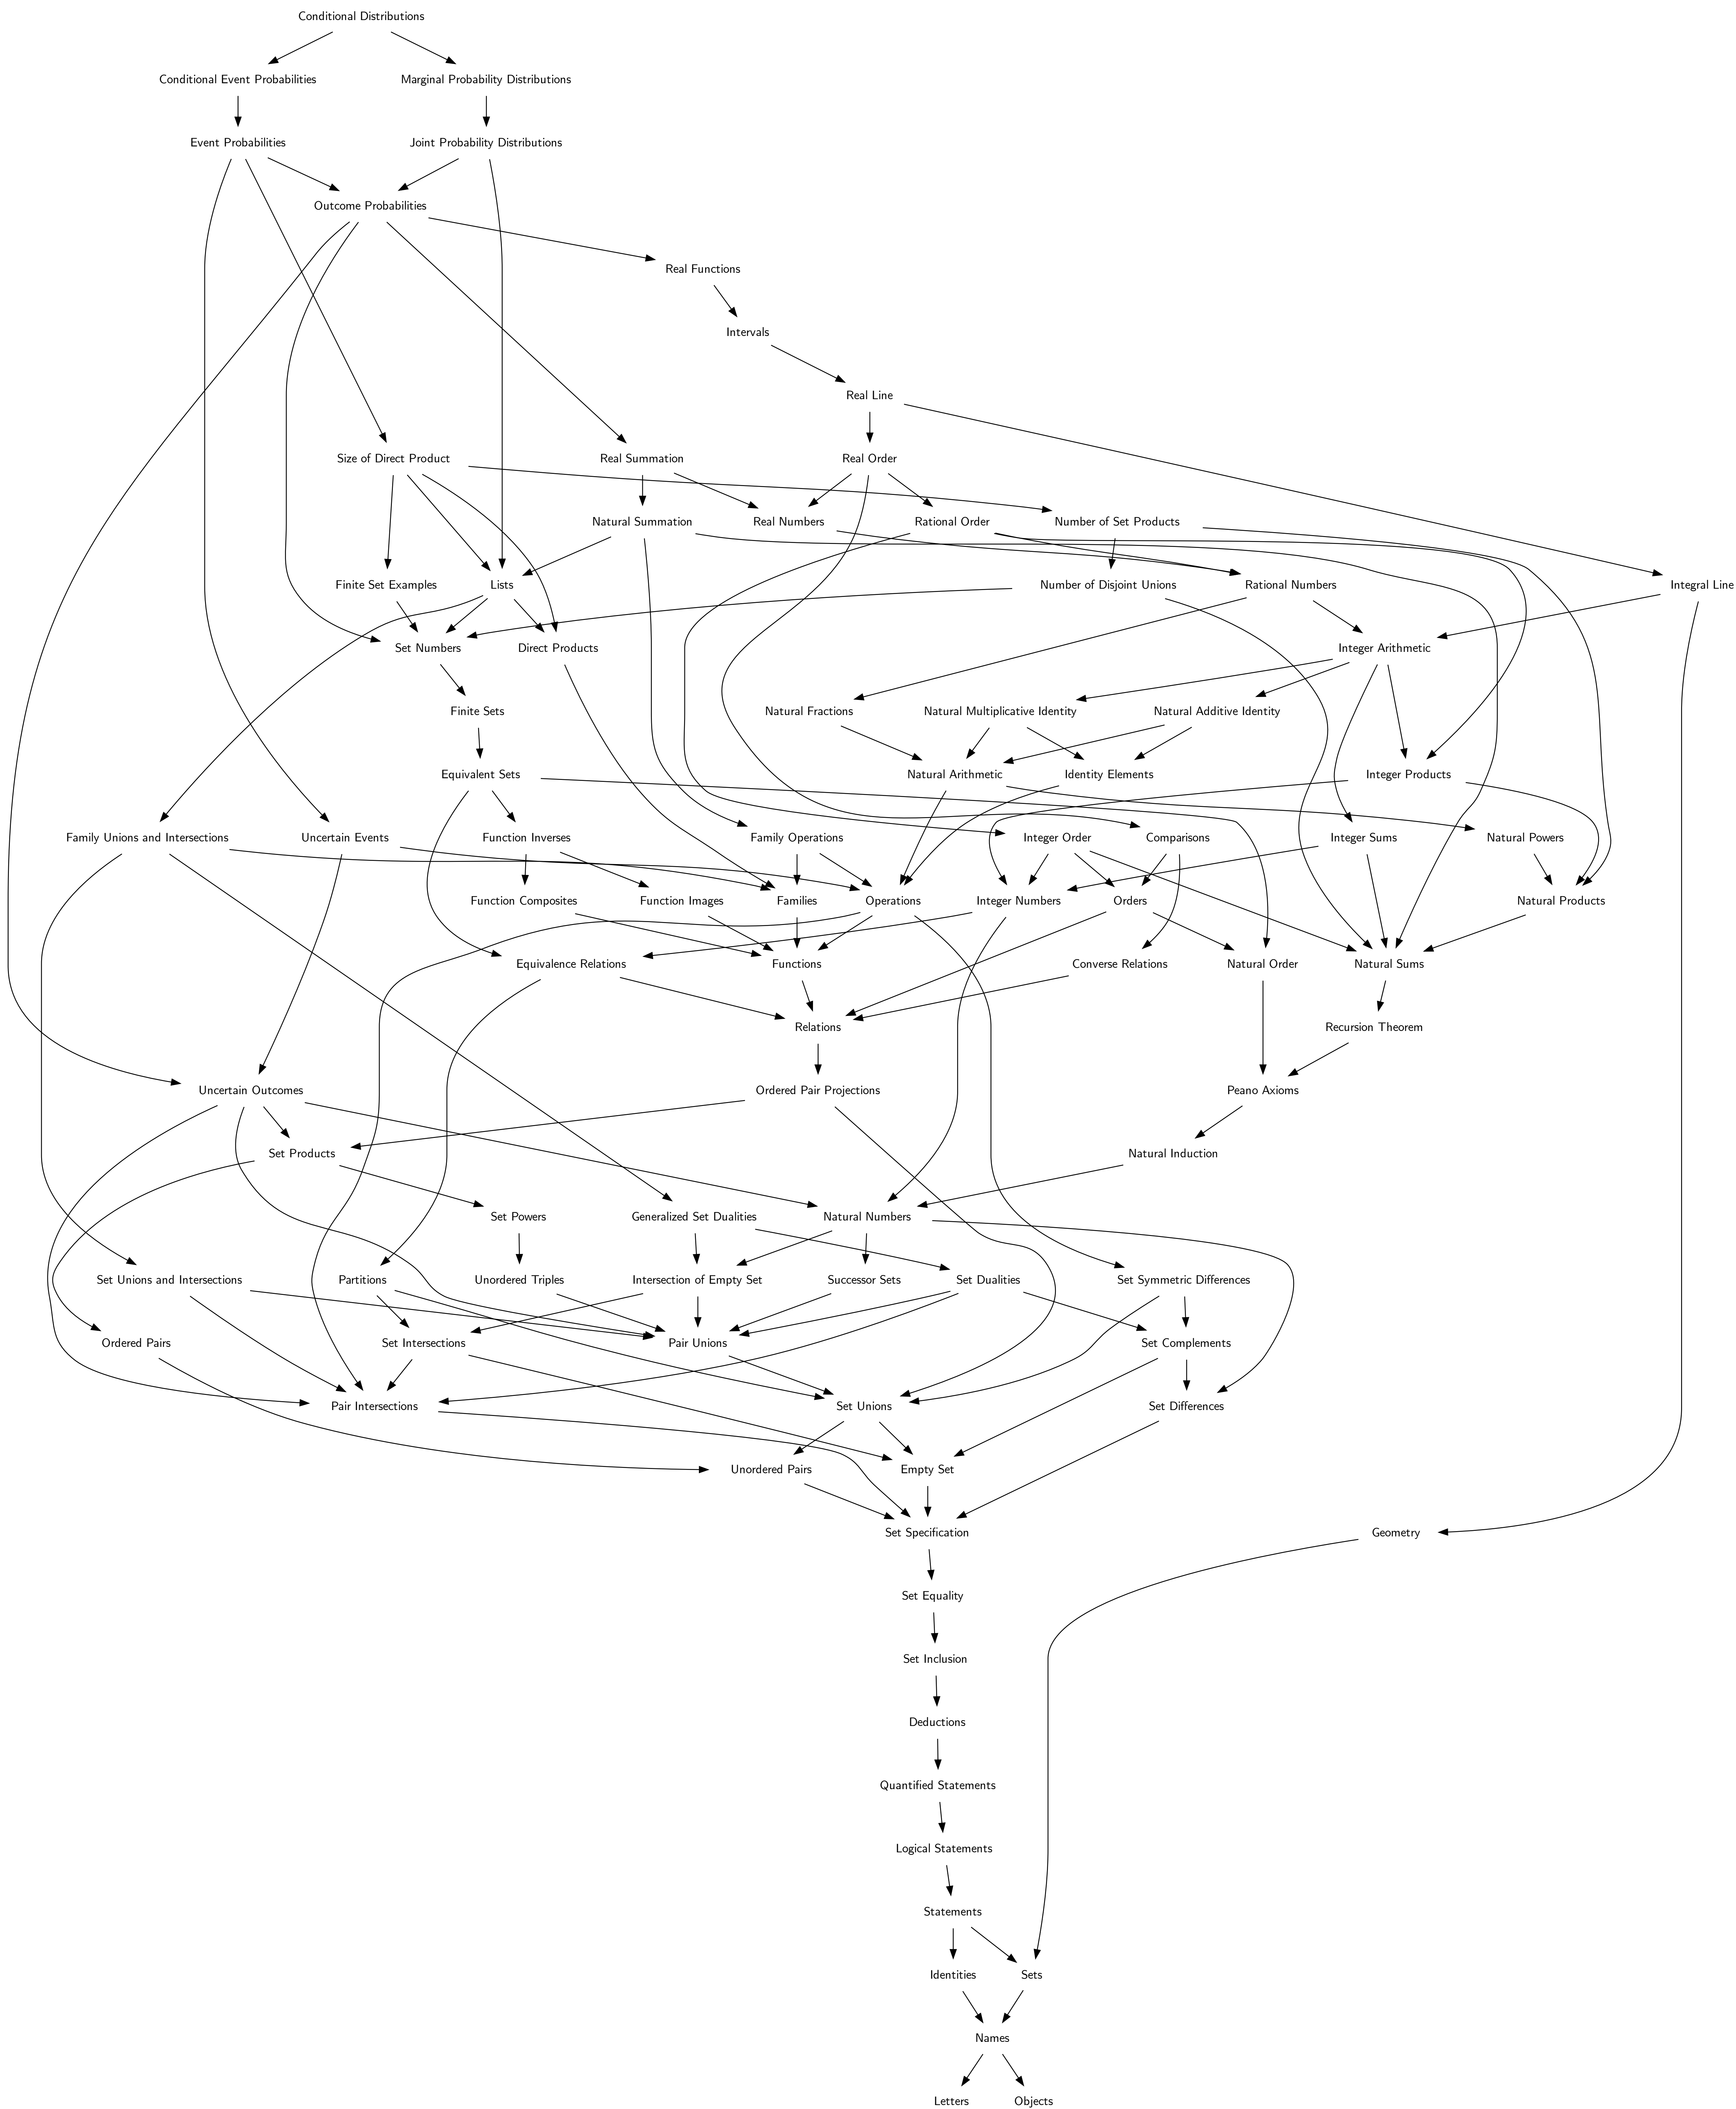 Conditional Distributions
Conditional Event Probabilities
Marginal Probability Distributions
Event Probabilities
Joint Probability Distributions
Outcome Probabilities
Real Functions
Intervals
Real Line
Size of Direct Product
Real Summation
Real Order
Natural Summation
Real Numbers
Rational Order
Number of Set Products
Finite Set Examples
Lists
Number of Disjoint Unions
Rational Numbers
Integral Line
Set Numbers
Direct Products
Integer Arithmetic
Finite Sets
Natural Fractions
Natural Multiplicative Identity
Natural Additive Identity
Equivalent Sets
Natural Arithmetic
Identity Elements
Integer Products
Family Unions and Intersections
Uncertain Events
Function Inverses
Family Operations
Integer Order
Comparisons
Integer Sums
Natural Powers
Function Composites
Function Images
Families
Operations
Integer Numbers
Orders
Natural Products
Equivalence Relations
Functions
Converse Relations
Natural Order
Natural Sums
Relations
Recursion Theorem
Uncertain Outcomes
Ordered Pair Projections
Peano Axioms
Set Products
Natural Induction
Set Powers
Generalized Set Dualities
Natural Numbers
Set Unions and Intersections
Partitions
Unordered Triples
Intersection of Empty Set
Successor Sets
Set Dualities
Set Symmetric Differences
Ordered Pairs
Set Intersections
Pair Unions
Set Complements
Pair Intersections
Set Unions
Set Differences
Unordered Pairs
Empty Set
Set Specification
Geometry
Set Equality
Set Inclusion
Deductions
Quantified Statements
Logical Statements
Statements
Identities
Sets
Names
Letters
Objects